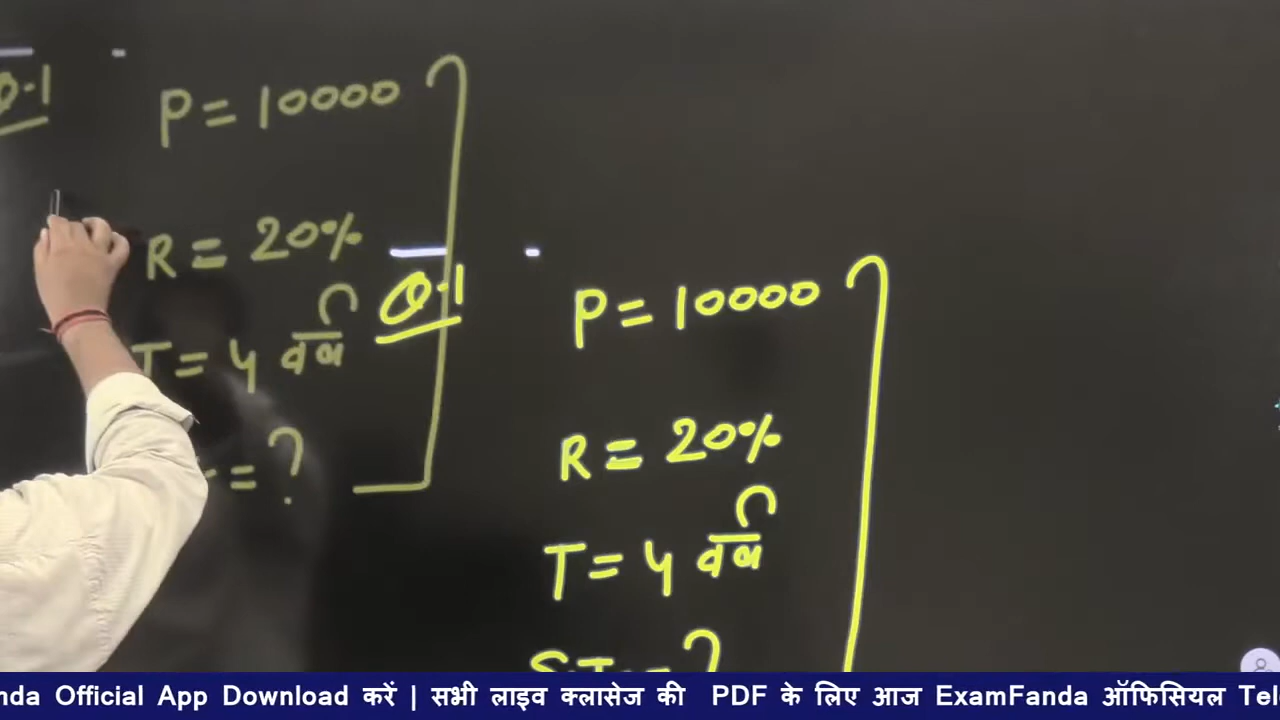 Q.1
P = 10000
R = 20%
T = 4 वर्ष
= ?
Q.1
P = 10000
R = 20%
T = 4 वर्ष
S.I. = ?
nda Official App Download करें | सभी लाइव क्लासेज की PDF के लिए आज ExamFanda ऑफिसियल Tel